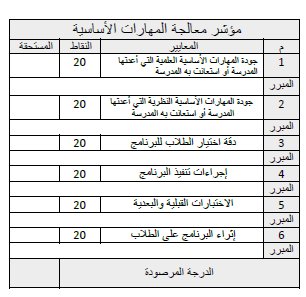 مؤشر معالجة المهارات الأساسية
م المعايير النقاط المستحقة
1 جودة المهارات الأساسية العلمية التي أعدتها 20
المدرسة أو استعانت به المدرسة
المبرر
2 جودة المهارات الأساسية النظرية التي أعدتها 20
المدرسة أو استعانت به المدرسة
المبرر
3 دقة اختيار الطلاب للبرنامج 20
المبرر
4 إجراءات تنفيذ البرنامج 20
المبرر
5 الاختبارات القبلية والبعدية 20
المبرر
6 إثراء البرنامج على الطلاب 20
المبرر
الدرجة المرصودة